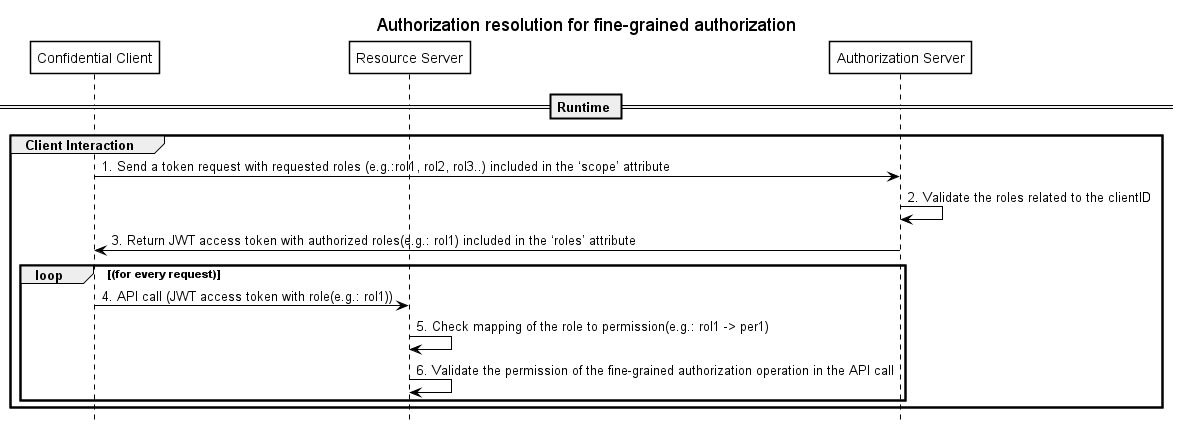 Authorization resolution for fine-grained authorization
Confidential Client
Resource Server
Authorization Server
Runtime
Client Interaction
1. Send a token request with requested roles (e.g.:rol1, rol2, rol3..) included in the ‘scope’ attribute
2. Validate the roles related to the clientID
3. Return JWT access token with authorized roles(e.g.: rol1) included in the ‘roles’ attribute
loop
[(for every request)]
4. API call (JWT access token with role(e.g.: rol1))
5. Check mapping of the role to permission(e.g.: rol1 -> per1)
6. Validate the permission of the fine-grained authorization operation in the API call